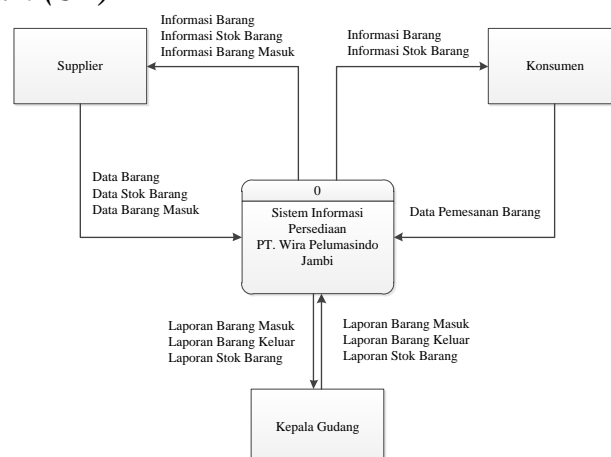 Informasi Barang
Informasi Stok Barang
Informasi Barang Masuk
Informasi Barang
Informasi Stok Barang
Supplier
Konsumen
Data Barang
Data Stok Barang
Data Barang Masuk
0
Sistem Informasi
Persediaan
PT. Wira Pelumasindo
Jambi
Data Pemesanan Barang
Laporan Barang Masuk
Laporan Barang Keluar
Laporan Stok Barang
Laporan Barang Masuk
Laporan Barang Keluar
Laporan Stok Barang
Kepala Gudang